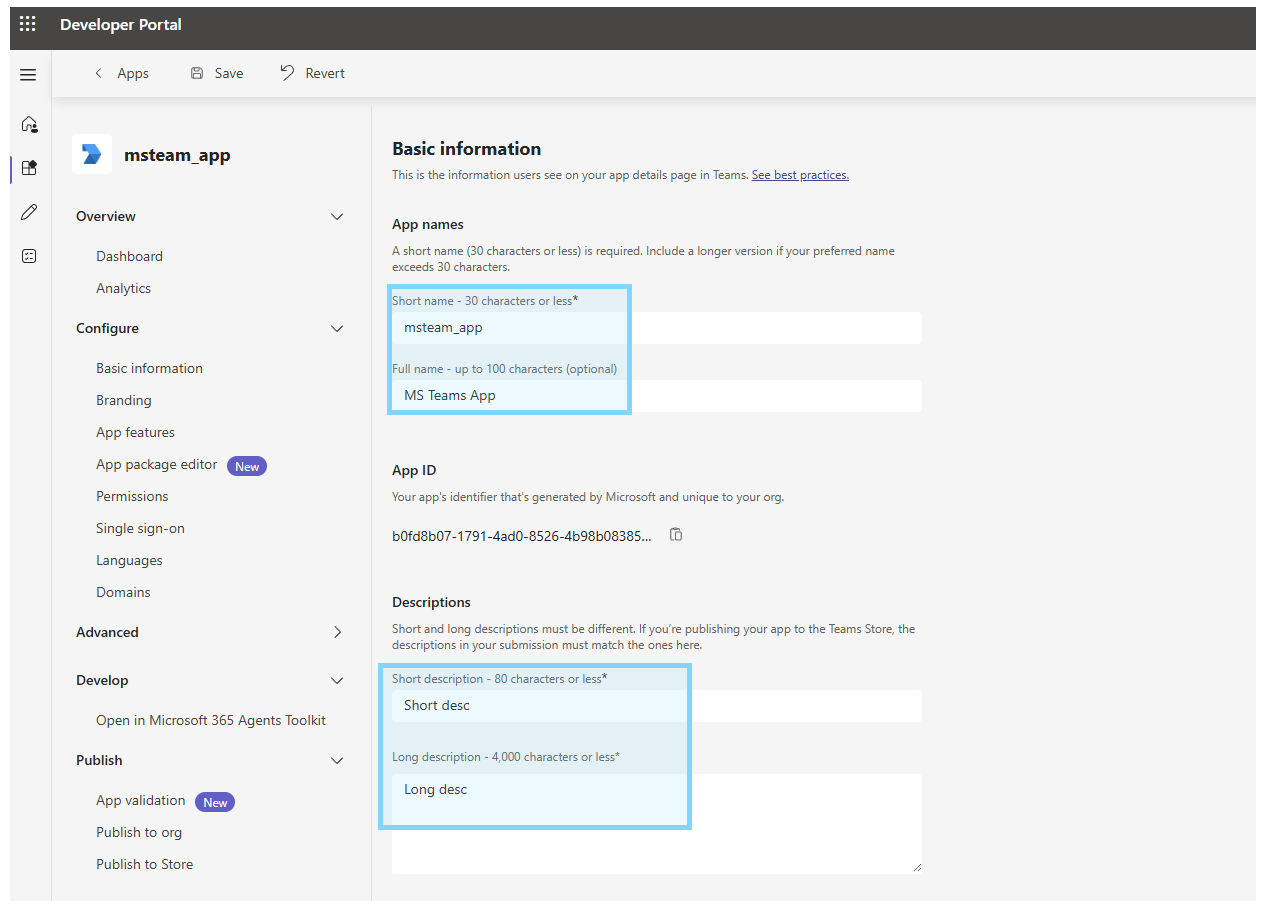 Developer Portal
Apps Save Revert
msteam_app
Overview
Dashboard
Analytics
Configure
Basic information
Branding
App features
App package editor New
Permissions
Single sign-on
Languages
Domains
Advanced
Develop
Open in Microsoft 365 Agents Toolkit
Publish
App validation New
Publish to org
Publish to Store
Basic information
This is the information users see on your app details page in Teams. See best practices.
App names
A short name (30 characters or less) is required. Include a longer version if your preferred name
exceeds 30 characters.
Short name - 30 characters or less*
msteam_app
Full name - up to 100 characters (optional)
MS Teams App
App ID
Your app's identifier that's generated by Microsoft and unique to your org.
b0fd8b07-1791-4ad0-8526-4b98b08385...
Descriptions
Short and long descriptions must be different. If you're publishing your app to the Teams Store, the
descriptions in your submission must match the ones here.
Short description - 80 characters or less*
Short desc
Long description - 4,000 characters or less*
Long desc